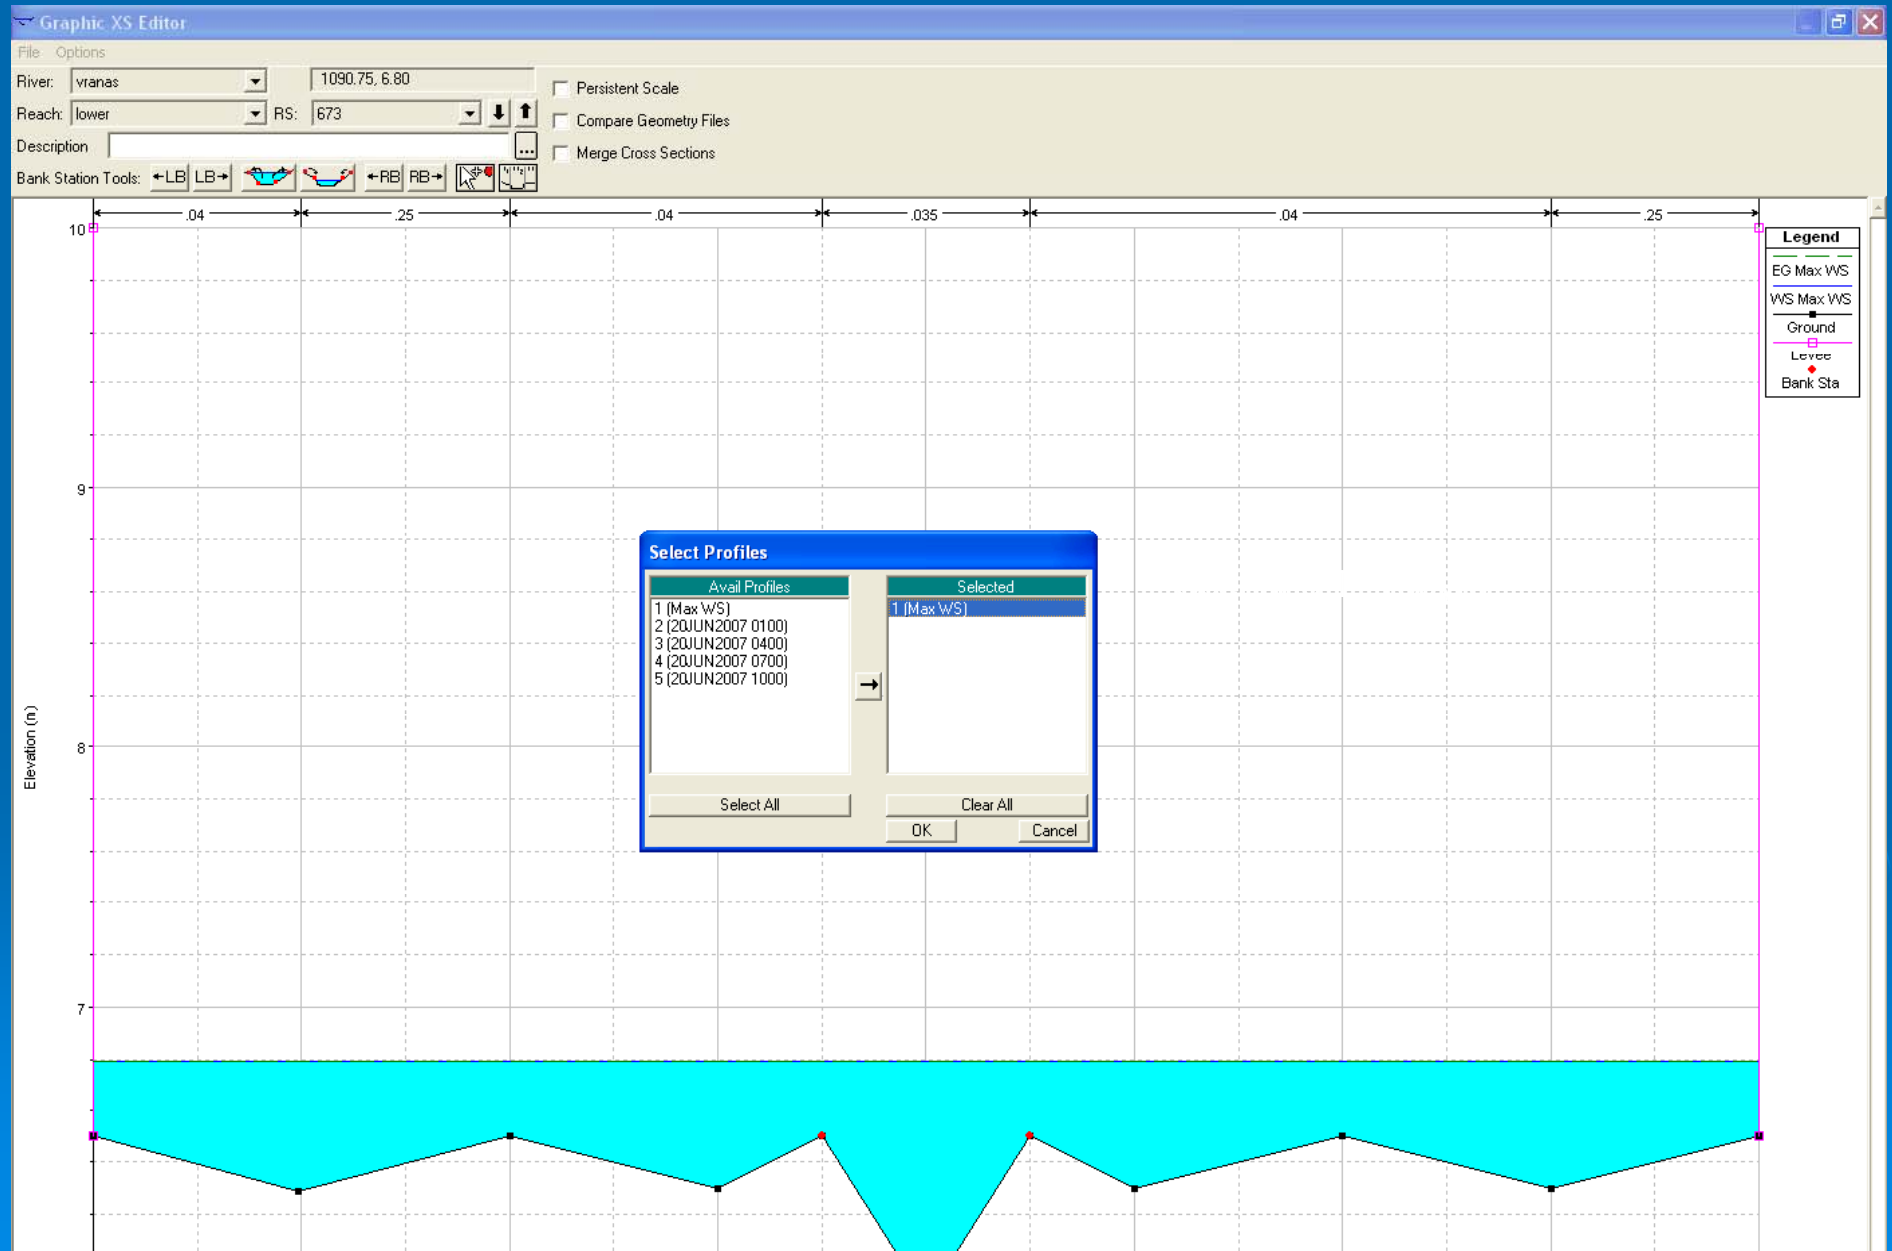 Graphic XS Editor
File Options
River: vranas 1090.75, 6.80
Persistent Scale
Reach: lower RS: 673
Compare Geometry Files
Description ...
Merge Cross Sections
Bank Station Tools: LB LB RB RB
.04 .25 .04 .035 .04 .25
10
9
8
7
Elevation (m)
Legend
EG Max WS
WS Max WS
Ground
Levee
Bank Sta
Select Profiles
Avail Profiles
1 (Max WS)
2 (20JUN2007 0100)
3 (20JUN2007 0400)
4 (20JUN2007 0700)
5 (20JUN2007 1000)
Selected
1 (Max WS)
Select All
Clear All
OK
Cancel